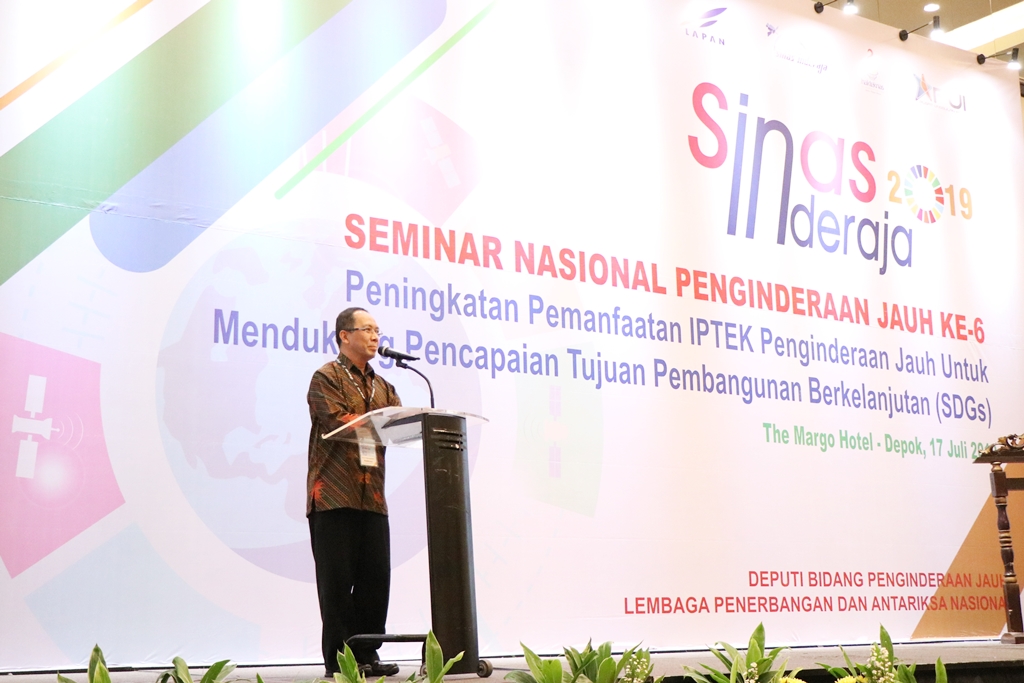 LAPAN
Sinas
Inderaja
2019
SEMINAR NASIONAL PENGINDERAAN JAUH KE-6
Peningkatan Pemanfaatan IPTEK Penginderaan Jauh Untuk
Pencapaian Tujuan Pembangunan Berkelanjutan (SDGs)
The Margo Hotel - Depok, 17 Juli
DEPUTI BIDANG PENGINDERAAN
LEMBAGA PENERBANGAN DAN ANTARIKSA